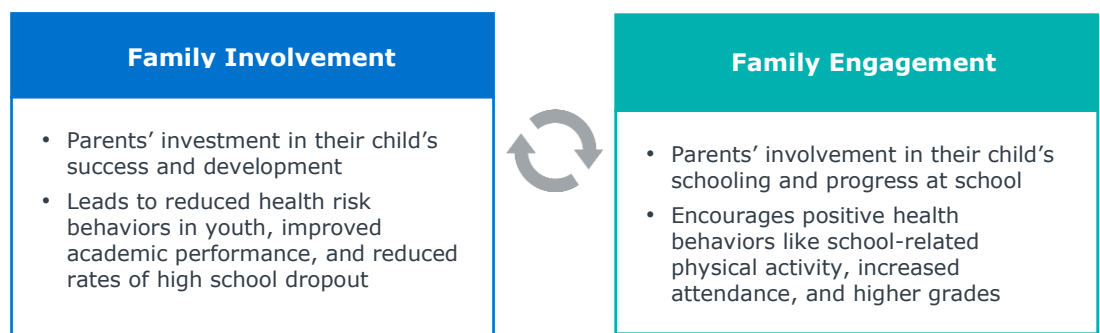 Family Involvement
• Parents’ investment in their child’s
success and development
• Leads to reduced health risk
behaviors in youth, improved
academic performance, and reduced
rates of high school dropout
Family Engagement
• Parents’ involvement in their child’s
schooling and progress at school
• Encourages positive health
behaviors like school-related
physical activity, increased
attendance, and higher grades